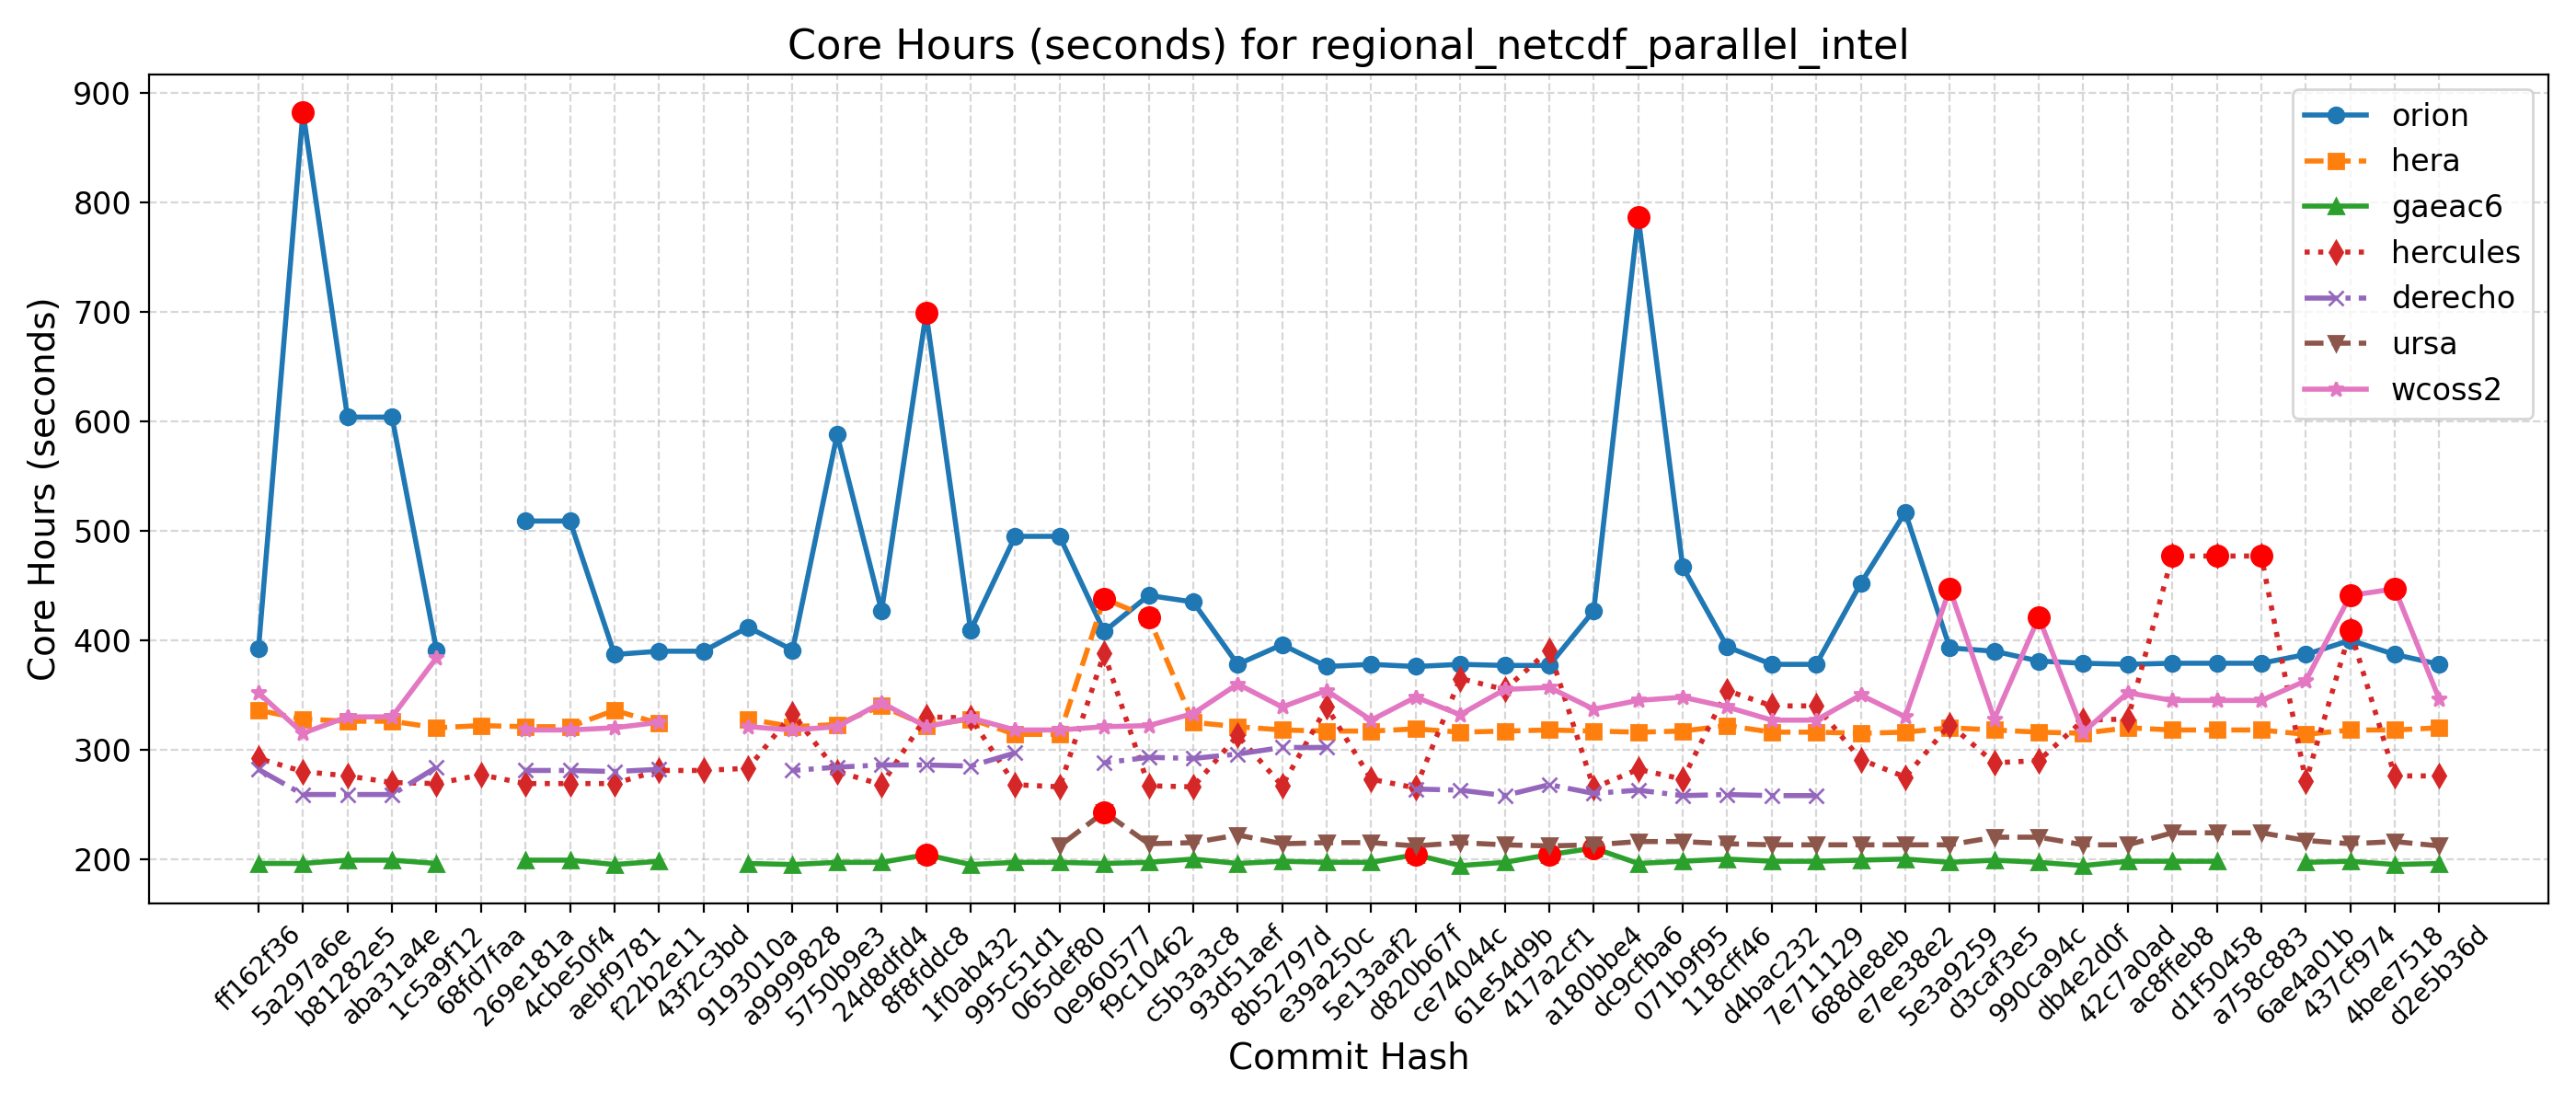 Core Hours (seconds) for regional_netcdf_parallel_intel
Core Hours (seconds)
900
800
700
600
500
400
300
200
orion
hera
gaeac6
hercules
derecho
ursa
wcoss2
ff162f36
5a297a6e
b81282e5
aba31a4e
1c5a9f12
68fd7faa
269e181a
4cbe50f4
aebf9781
f22b2e11
43f2c3bd
9193010a
a9999828
5750b9e3
24d8dfd4
8f8fddc8
1f0ab432
995c51d1
065def80
0e960577
f9c10462
c5b3a3c8
93d51aef
8b52797d
e39a250c
5e13aaf2
d820b67f
ce74044c
61e54d9b
417a2cf1
a180bbe4
dc9cfba6
071b9f95
118cff46
d4bac232
7e711129
688de8eb
e7ee38e2
5e3a9259
d3caf3e5
990ca94c
db4e2d0f
42c7a0ad
ac8ffeb8
d1f50458
a758c883
6ae4a01b
437cf974
4bee7518
d2e5b36d
Commit Hash